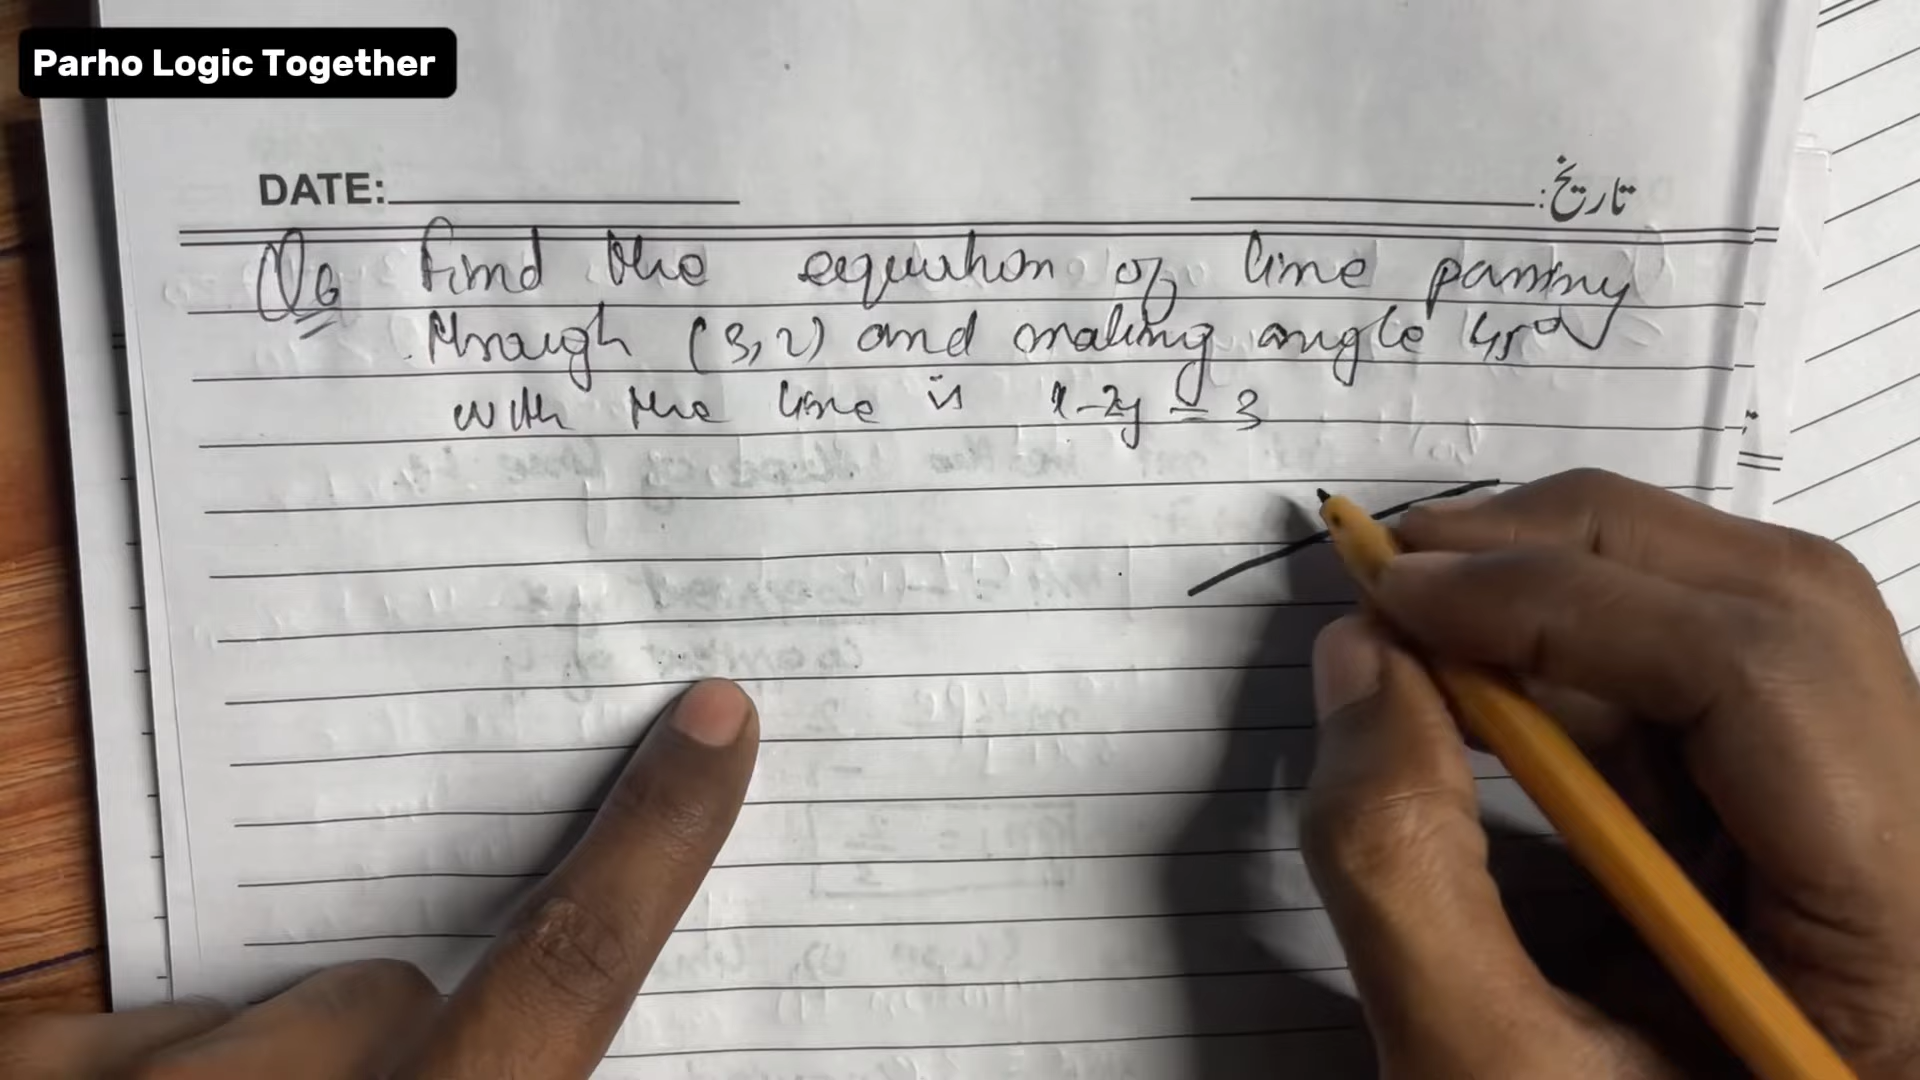 Parho Logic Together
DATE:
تاریخ:
Q6 Find the equation of line passing
through (3,2) and making angle 45°
with the line is x-2y = 3